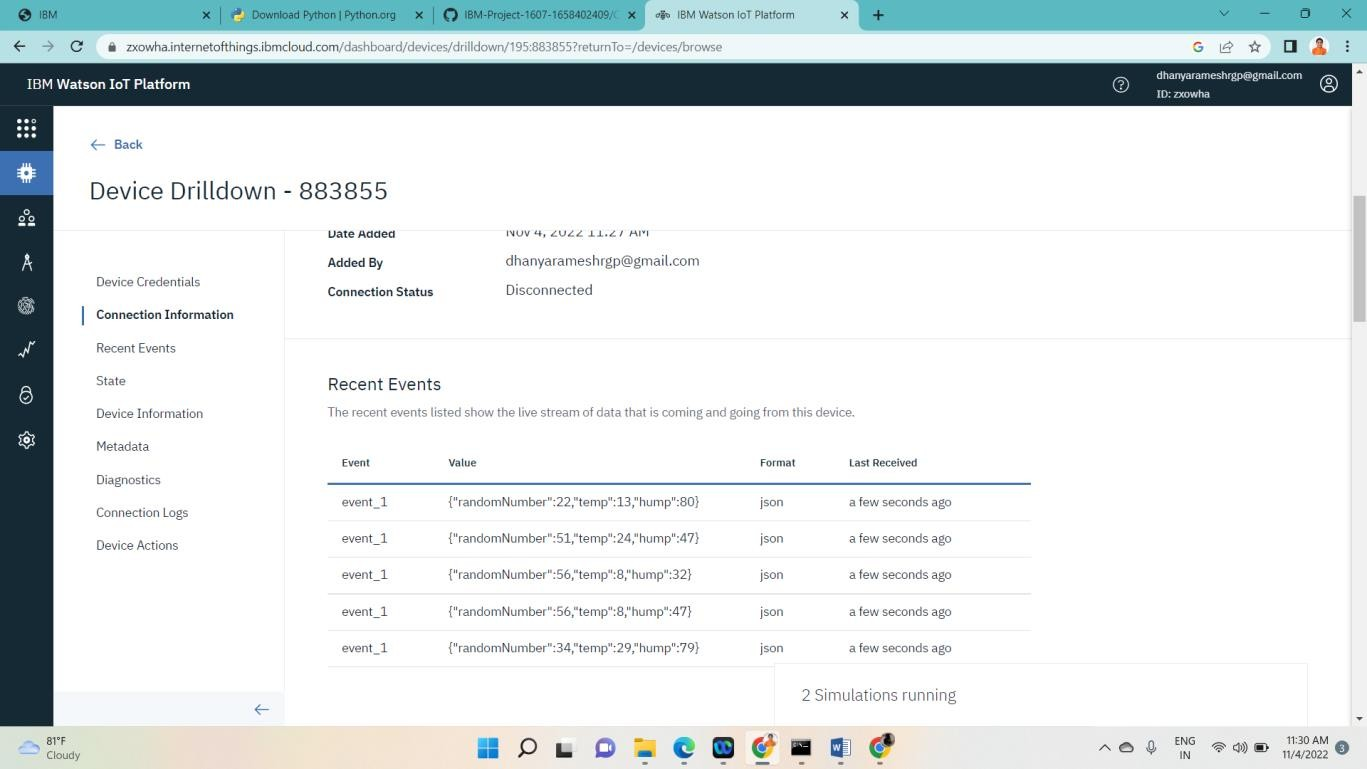 IBM
Download Python | Python.org
IBM-Project-1607-1658402409/C
IBM Watson IoT Platform
zxowha.internetofthings.ibmcloud.com/dashboard/devices/drilldown/195:883855?returnTo=/devices/browse
IBM Watson IoT Platform
dhanyarameshrgp@gmail.com
ID: zxowha
Back
Device Drilldown - 883855
Device Credentials
Connection Information
Recent Events
State
Device Information
Metadata
Diagnostics
Connection Logs
Device Actions
Date Added Nov 4, 2022 11:27 AM
Added By dhanyarameshrgp@gmail.com
Connection Status Disconnected
Recent Events
The recent events listed show the live stream of data that is coming and going from this device.
Event Value Format Last Received
event_1 {"randomNumber":22,"temp":13,"hump":80} json a few seconds ago
event_1 {"randomNumber":51,"temp":24,"hump":47} json a few seconds ago
event_1 {"randomNumber":56,"temp":8,"hump":32} json a few seconds ago
event_1 {"randomNumber":56,"temp":8,"hump":47} json a few seconds ago
event_1 {"randomNumber":34,"temp":29,"hump":79} json a few seconds ago
2 Simulations running
81°F
Cloudy
ENG
IN
11:30 AM
11/4/2022
3